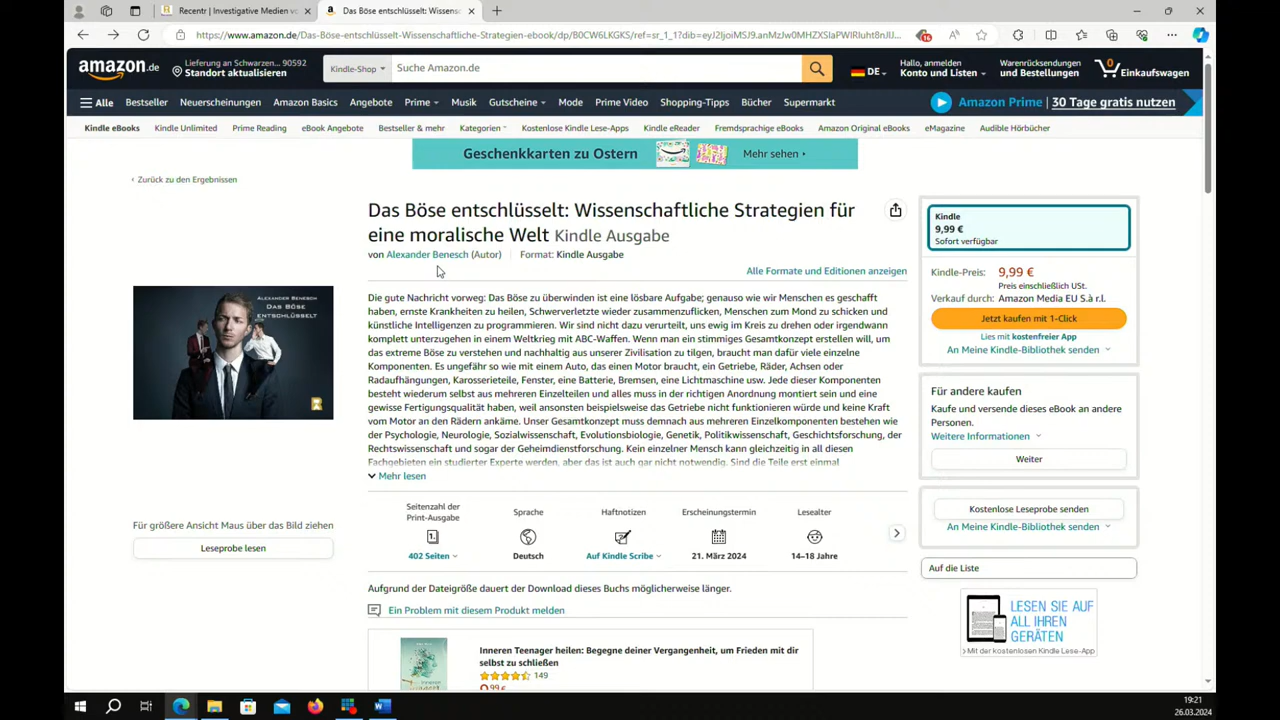 Recentr | Investigative Medien vo
Das Böse entschlüsselt: Wissensc
https://www.amazon.de/Das-Böse-entschlüsselt-Wissenschaftliche-Strategien-ebook/dp/B0CW6LKGKS/ref=sr_1_1?dib=
16
amazon.de
Lieferung an Schwarzen... 90592
Standort aktualisieren
Kindle-Shop
Suche Amazon.de
DE
Hallo, anmelden
Konto und Listen
Warenrücksendungen
und Bestellungen
0
Einkaufswagen
Alle
Bestseller
Neuerscheinungen
Amazon Basics
Angebote
Prime
Musik
Gutscheine
Mode
Prime Video
Shopping-Tipps
Bücher
Supermarkt
Amazon Prime | 30 Tage gratis nutzen
Kindle eBooks
Kindle Unlimited
Prime Reading
eBook Angebote
Bestseller & mehr
Kategorien
Kostenlose Kindle Lese-Apps
Kindle eReader
Fremdsprachige eBooks
Amazon Original eBooks
eMagazine
Audible Hörbücher
Geschenkkarten zu Ostern
Mehr sehen
‹ Zurück zu den Ergebnissen
Das Böse entschlüsselt: Wissenschaftliche Strategien für
eine moralische Welt Kindle Ausgabe
von Alexander Benesch (Autor) | Format: Kindle Ausgabe
Alle Formate und Editionen anzeigen
Die gute Nachricht vorweg: Das Böse zu überwinden ist eine lösbare Aufgabe; genauso wie wir Menschen es geschafft
haben, ernste Krankheiten zu heilen, Schwerverletzte wieder zusammenzuflicken, Menschen zum Mond zu schicken und
künstliche Intelligenzen zu programmieren. Wir sind nicht dazu verurteilt, uns ewig im Kreis zu drehen oder irgendwann
komplett unterzugehen in einem Weltkrieg mit ABC-Waffen. Wenn man ein stimmiges Gesamtkonzept erstellen will, um
das extreme Böse zu verstehen und nachhaltig aus unserer Zivilisation zu tilgen, braucht man dafür viele einzelne
Komponenten. Es ungefähr so wie mit einem Auto, das einen Motor braucht, ein Getriebe, Räder, Achsen oder
Radaufhängungen, Karosserieteile, Fenster, eine Batterie, Bremsen, eine Lichtmaschine usw. Jede dieser Komponenten
besteht wiederum selbst aus mehreren Einzelteilen und alles muss in der richtigen Anordnung montiert sein und eine
gewisse Fertigungsqualität haben, weil ansonsten beispielsweise das Getriebe nicht funktionieren würde und keine Kraft
vom Motor an den Rädern ankäme. Unser Gesamtkonzept muss demnach aus mehreren Einzelkomponenten bestehen wie
der Psychologie, Neurologie, Sozialwissenschaft, Evolutionsbiologie, Genetik, Politikwissenschaft, Geschichtsforschung, der
Rechtswissenschaft und sogar der Geheimdienstforschung. Kein einzelner Mensch kann gleichzeitig in all diesen
Fachgebieten ein studierter Experte werden, aber das ist auch gar nicht notwendig. Sind die Teile erst einmal
Mehr lesen
ALEXANDER BENESCH
DAS BÖSE
ENTSCHLÜSSELT
Für größere Ansicht Maus über das Bild ziehen
Leseprobe lesen
Seitenzahl der
Print-Ausgabe
402 Seiten
Sprache
Deutsch
Haftnotizen
Auf Kindle Scribe
Erscheinungstermin
21. März 2024
Lesealter
14–18 Jahre
Aufgrund der Dateigröße dauert der Download dieses Buchs möglicherweise länger.
Ein Problem mit diesem Produkt melden
Inneren Teenager heilen: Begegne deiner Vergangenheit, um Frieden mit dir
selbst zu schließen
149
Kindle
9,99 €
Sofort verfügbar
Kindle-Preis: 9,99 €
Preis einschließlich USt.
Verkauf durch: Amazon Media EU S.à r.l.
Jetzt kaufen mit 1-Click
Lies mit kostenfreier App
An Meine Kindle-Bibliothek senden
Für andere kaufen
Kaufe und versende dieses eBook an andere
Personen.
Weitere Informationen
Weiter
Kostenlose Leseprobe senden
An Meine Kindle-Bibliothek senden
Auf die Liste
LESEN SIE AUF
ALL IHREN
GERÄTEN
› Mit der kostenlosen Kindle Lese-App
19:21
26.03.2024